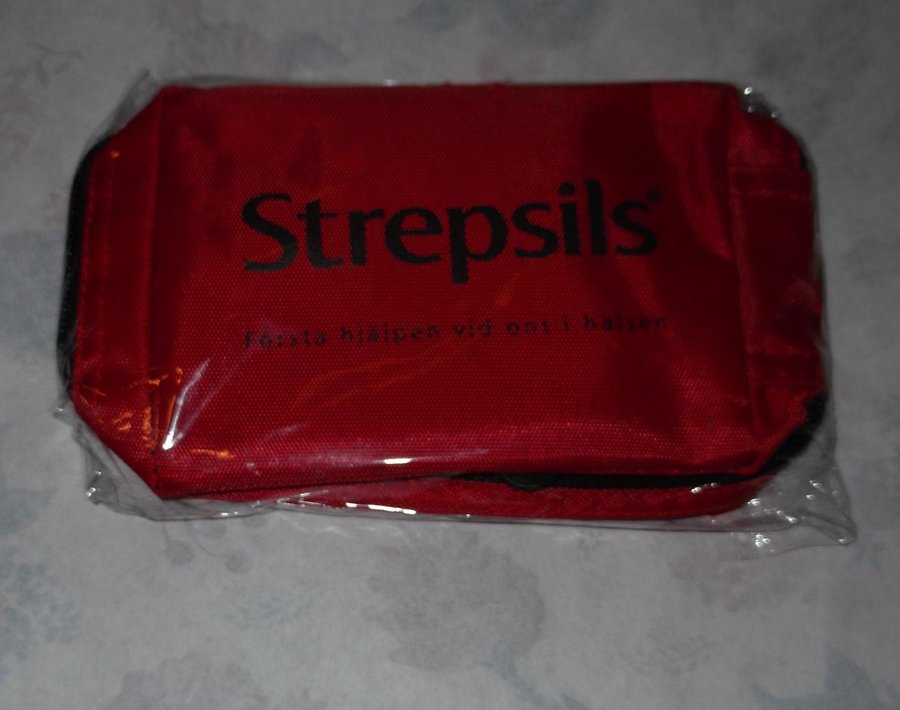 Strepsils®
Första hjälpen vid ont i halsen